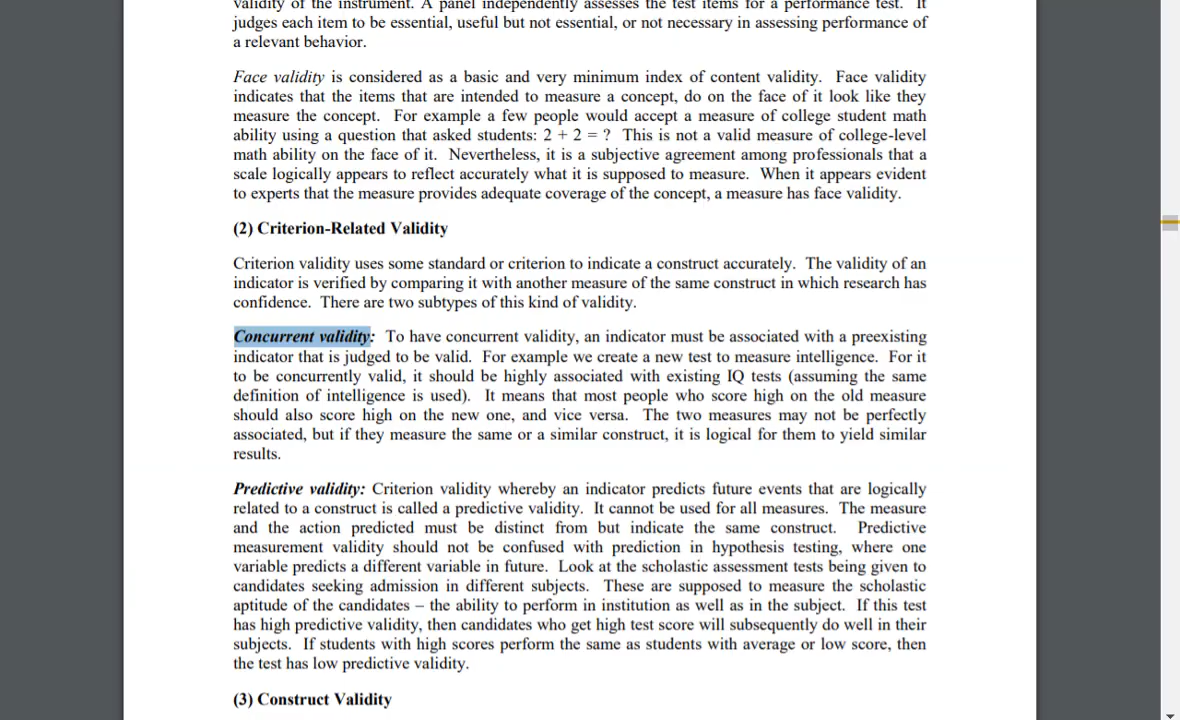 validity of the instrument. A panel independently assesses the test items for a performance test. It
judges each item to be essential, useful but not essential, or not necessary in assessing performance of
a relevant behavior.
Face validity is considered as a basic and very minimum index of content validity. Face validity
indicates that the items that are intended to measure a concept, do on the face of it look like they
measure the concept. For example a few people would accept a measure of college student math
ability using a question that asked students: 2 + 2 = ? This is not a valid measure of college-level
math ability on the face of it. Nevertheless, it is a subjective agreement among professionals that a
scale logically appears to reflect accurately what it is supposed to measure. When it appears evident
to experts that the measure provides adequate coverage of the concept, a measure has face validity.
(2) Criterion-Related Validity
Criterion validity uses some standard or criterion to indicate a construct accurately. The validity of an
indicator is verified by comparing it with another measure of the same construct in which research has
confidence. There are two subtypes of this kind of validity.
Concurrent validity: To have concurrent validity, an indicator must be associated with a preexisting
indicator that is judged to be valid. For example we create a new test to measure intelligence. For it
to be concurrently valid, it should be highly associated with existing IQ tests (assuming the same
definition of intelligence is used). It means that most people who score high on the old measure
should also score high on the new one, and vice versa. The two measures may not be perfectly
associated, but if they measure the same or a similar construct, it is logical for them to yield similar
results.
Predictive validity: Criterion validity whereby an indicator predicts future events that are logically
related to a construct is called a predictive validity. It cannot be used for all measures. The measure
and the action predicted must be distinct from but indicate the same construct. Predictive
measurement validity should not be confused with prediction in hypothesis testing, where one
variable predicts a different variable in future. Look at the scholastic assessment tests being given to
candidates seeking admission in different subjects. These are supposed to measure the scholastic
aptitude of the candidates – the ability to perform in institution as well as in the subject. If this test
has high predictive validity, then candidates who get high test score will subsequently do well in their
subjects. If students with high scores perform the same as students with average or low score, then
the test has low predictive validity.
(3) Construct Validity